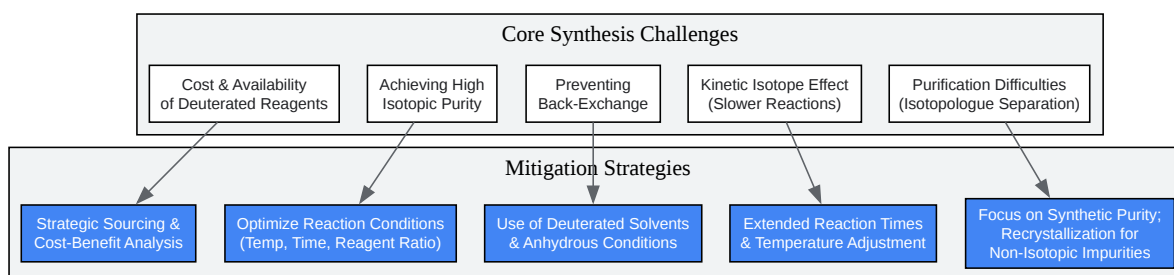 Core Synthesis Challenges
Cost & Availability
of Deuterated Reagents
Achieving High
Isotopic Purity
Preventing
Back-Exchange
Kinetic Isotope Effect
(Slower Reactions)
Purification Difficulties
(Isotopologue Separation)
Mitigation Strategies
Strategic Sourcing &
Cost-Benefit Analysis
Optimize Reaction Conditions
(Temp, Time, Reagent Ratio)
Use of Deuterated Solvents
& Anhydrous Conditions
Extended Reaction Times
& Temperature Adjustment
Focus on Synthetic Purity;
Recrystallization for
Non-Isotopic Impurities